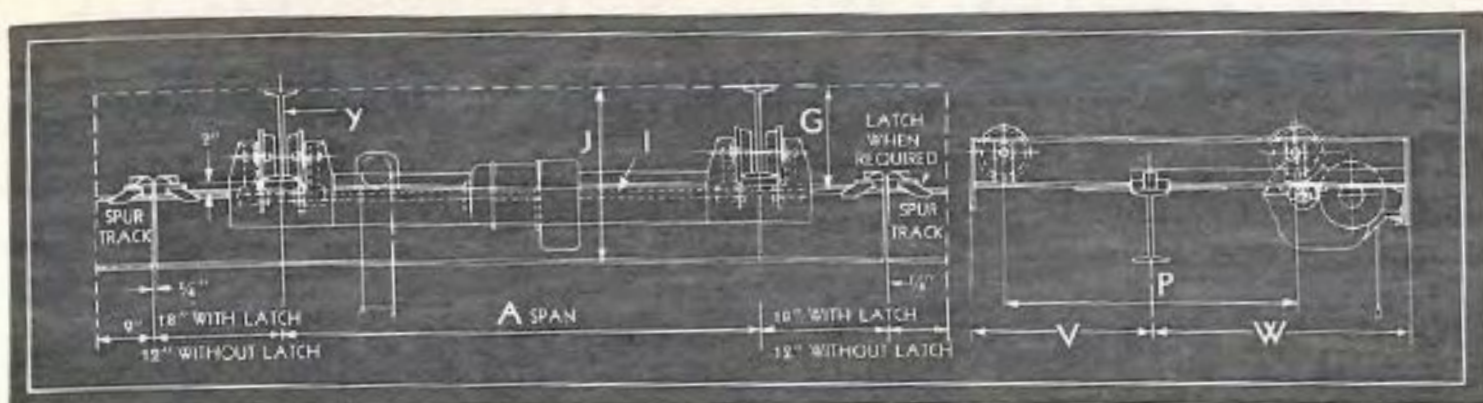 Y
J
I
G
LATCH
WHEN
REQUIRED
2"
SPUR
TRACK
SPUR
TRACK
¼"
¼"
9"
18" WITH LATCH
12" WITHOUT LATCH
A SPAN
18" WITH LATCH
12" WITHOUT LATCH
P
V
W